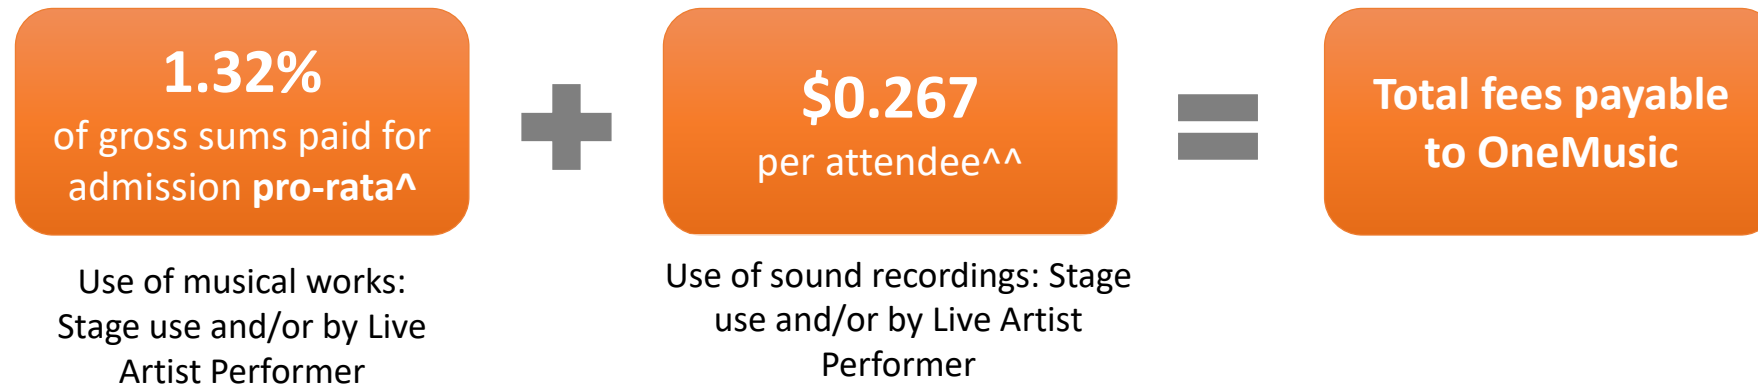 1.32%
of gross sums paid for
admission pro-rata^
$0.267
per attendee^^
Total fees payable
to OneMusic
Use of musical works:
Stage use and/or by Live
Artist Performer
Use of sound recordings: Stage
use and/or by Live Artist
Performer